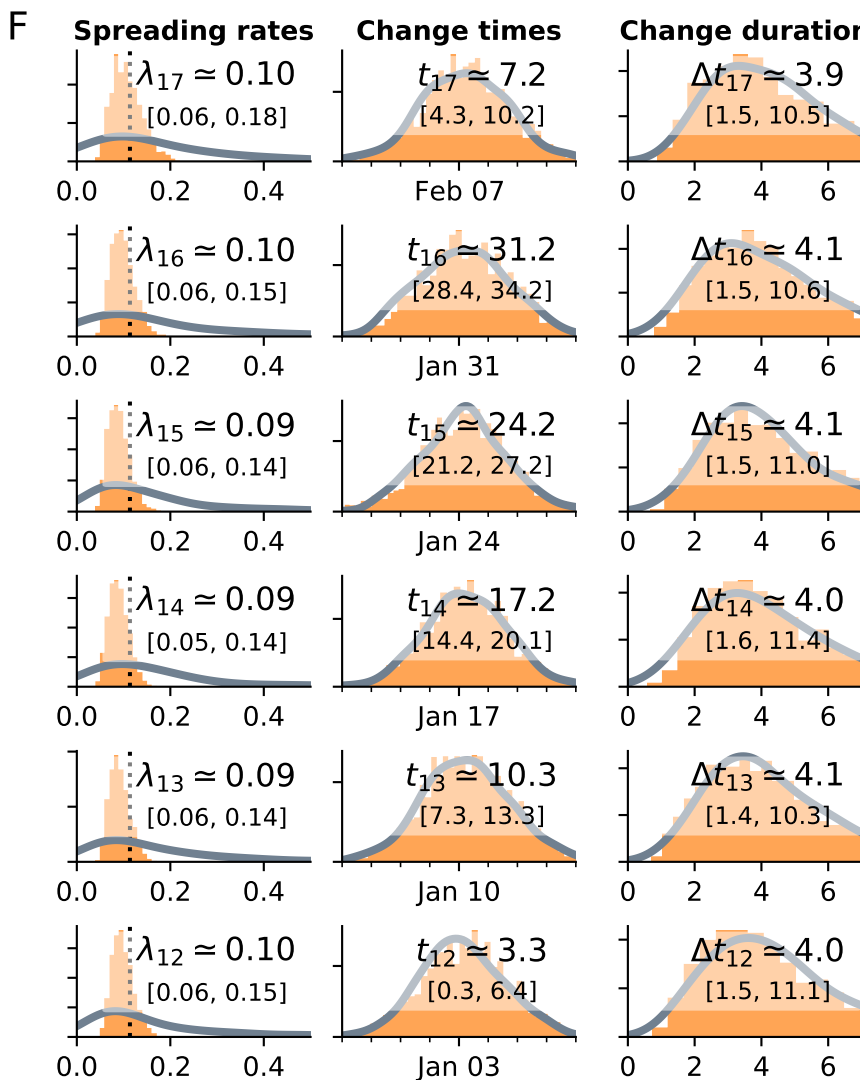 F
Spreading rates Change times Change duration
λ17 ≃ 0.10 t17 ≃ 7.2 Δt17 ≃ 3.9
[0.06, 0.18] [4.3, 10.2] [1.5, 10.5]
0.0 0.2 0.4 Feb 07 0 2 4 6
λ16 ≃ 0.10 t16 ≃ 31.2 Δt16 ≃ 4.1
[0.06, 0.15] [28.4, 34.2] [1.5, 10.6]
0.0 0.2 0.4 Jan 31 0 2 4 6
λ15 ≃ 0.09 t15 ≃ 24.2 Δt15 ≃ 4.1
[0.06, 0.14] [21.2, 27.2] [1.5, 11.0]
0.0 0.2 0.4 Jan 24 0 2 4 6
λ14 ≃ 0.09 t14 ≃ 17.2 Δt14 ≃ 4.0
[0.05, 0.14] [14.4, 20.1] [1.6, 11.4]
0.0 0.2 0.4 Jan 17 0 2 4 6
λ13 ≃ 0.09 t13 ≃ 10.3 Δt13 ≃ 4.1
[0.06, 0.14] [7.3, 13.3] [1.4, 10.3]
0.0 0.2 0.4 Jan 10 0 2 4 6
λ12 ≃ 0.10 t12 ≃ 3.3 Δt12 ≃ 4.0
[0.06, 0.15] [0.3, 6.4] [1.5, 11.1]
0.0 0.2 0.4 Jan 03 0 2 4 6